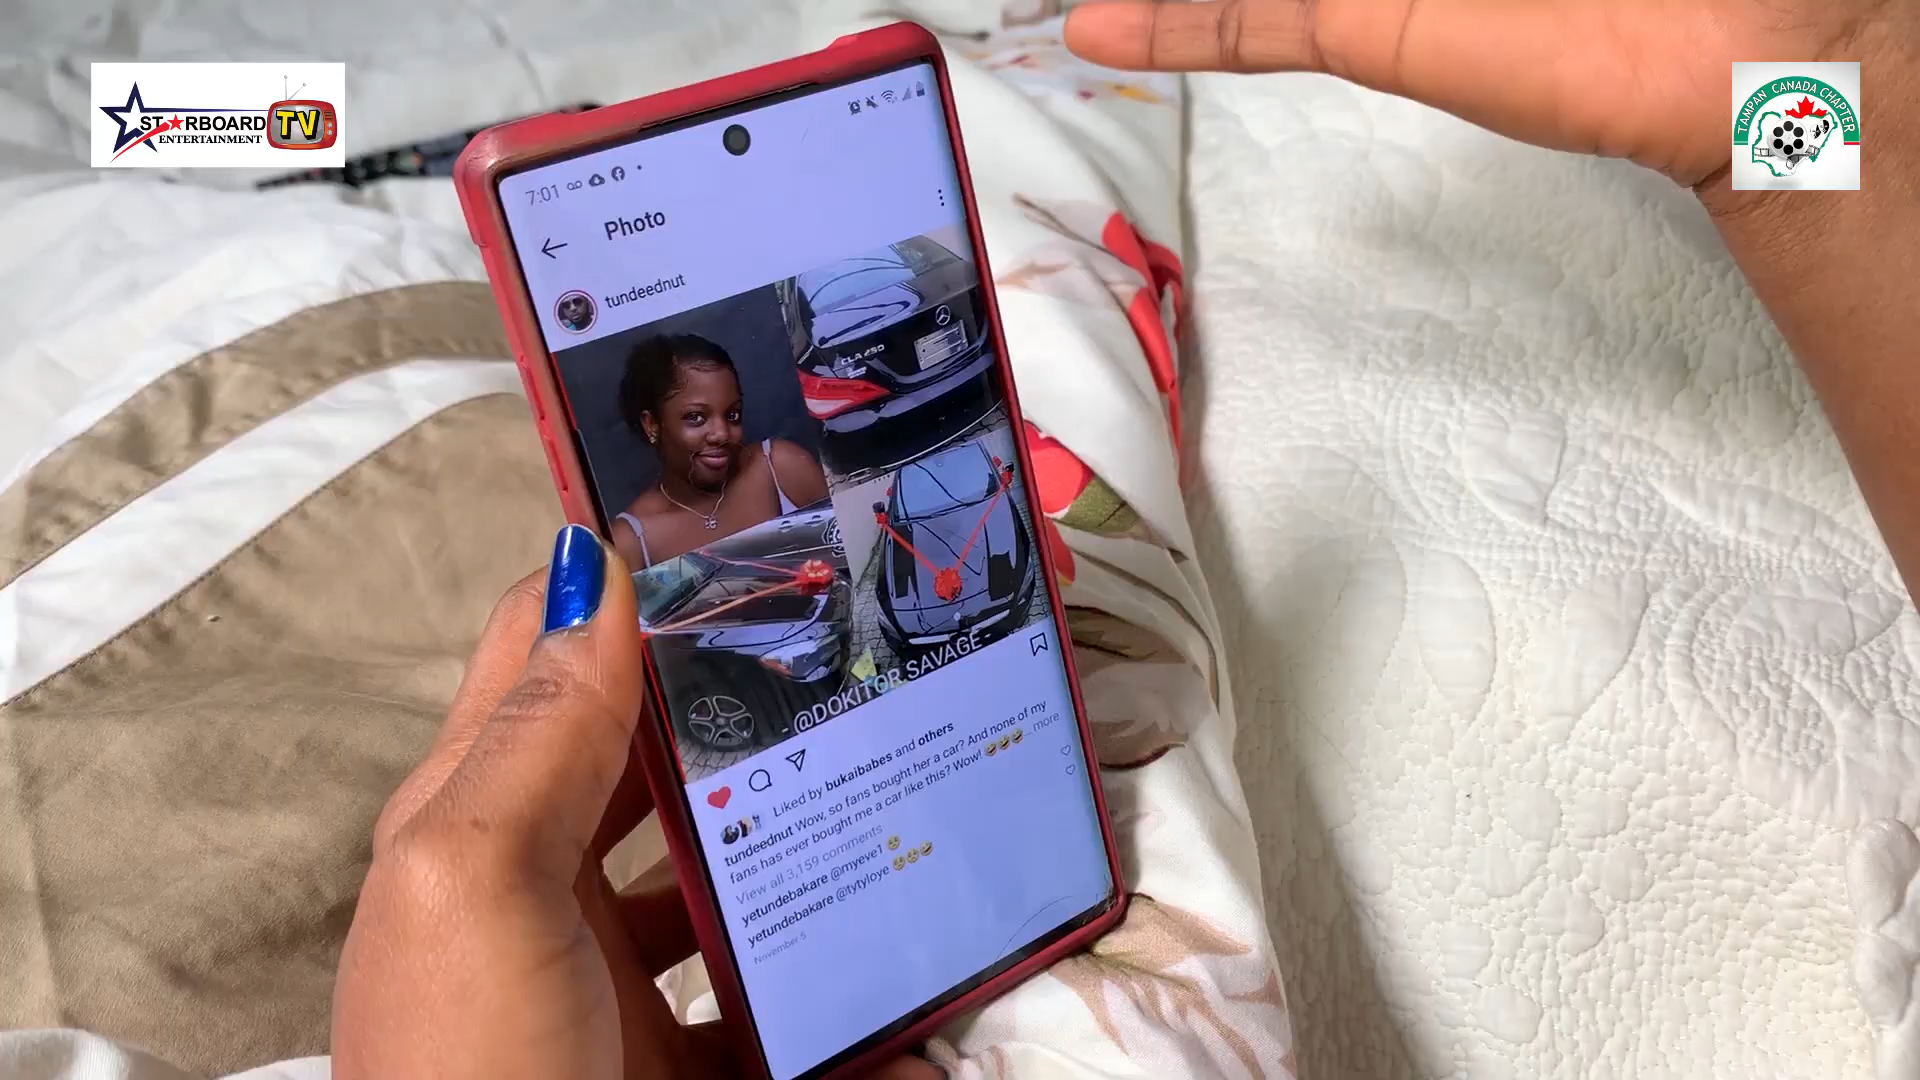 STARBOARD
TV
ENTERTAINMENT
TAMPAN CANADA CHAPTER
7:01
Photo
tundeednut
CLA 250
- @DOKITOR SAVAGE -
Liked by bukaibabes and others
tundeednut Wow, so fans bought her a car? And none of my
fans has ever bought me a car like this? Wow! 🤣🤣🤣... more
View all 3,159 comments
yetundebakare @myeve1
yetundebakare @tytyloye
November 5